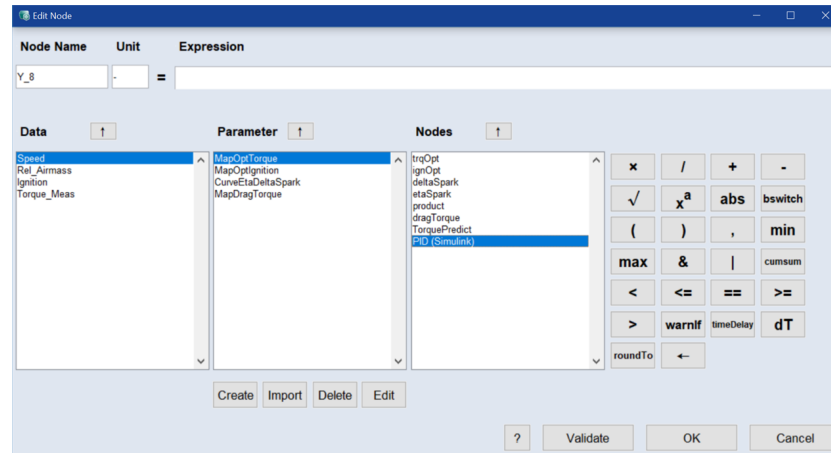 Edit Node
Node Name Unit Expression
Y_8 - =
Data ↑ Parameter ↑ Nodes ↑
Speed MapOptTorque trqOpt × / + -
Rel_Airmass MapOptIgnition ignOpt
Ignition CurveEtaDeltaSpark deltaSpark
Torque_Meas MapDragTorque etaSpark √ xª abs bswitch
product
dragTorque
TorquePredict ( ) , min
PID (Simulink)
max & | cumsum
< <= == >=
> warnIf timeDelay dT
roundTo ←
Create Import Delete Edit
? Validate OK Cancel